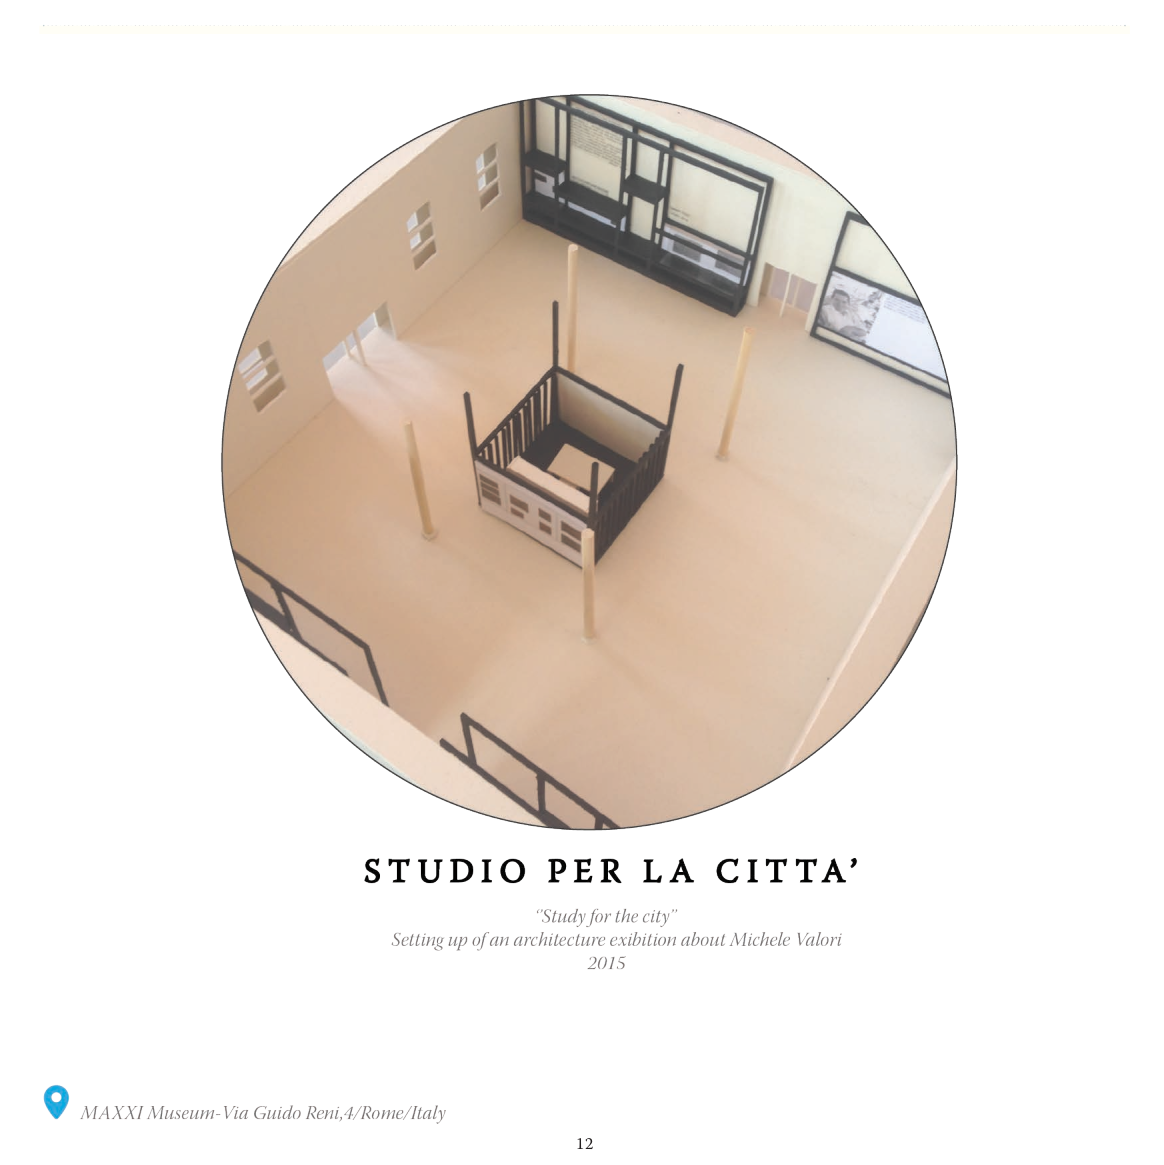 STUDIO PER LA CITTA’
“Study for the city”
Setting up of an architecture exibition about Michele Valori
2015
MAXXI Museum-Via Guido Reni,4/Rome/Italy
12